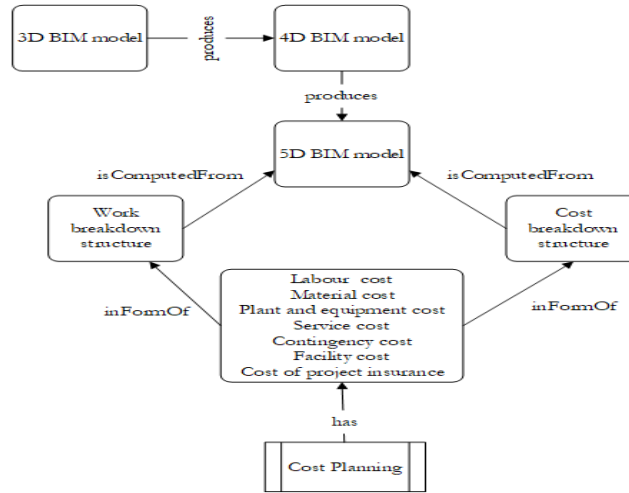 3D BIM model
produces
4D BIM model
produces
5D BIM model
isComputedFrom
isComputedFrom
Work
breakdown
structure
Cost
breakdown
structure
Labour cost
Material cost
Plant and equipment cost
Service cost
Contingency cost
Facility cost
Cost of project insurance
inFormOf
inFormOf
has
Cost Planning